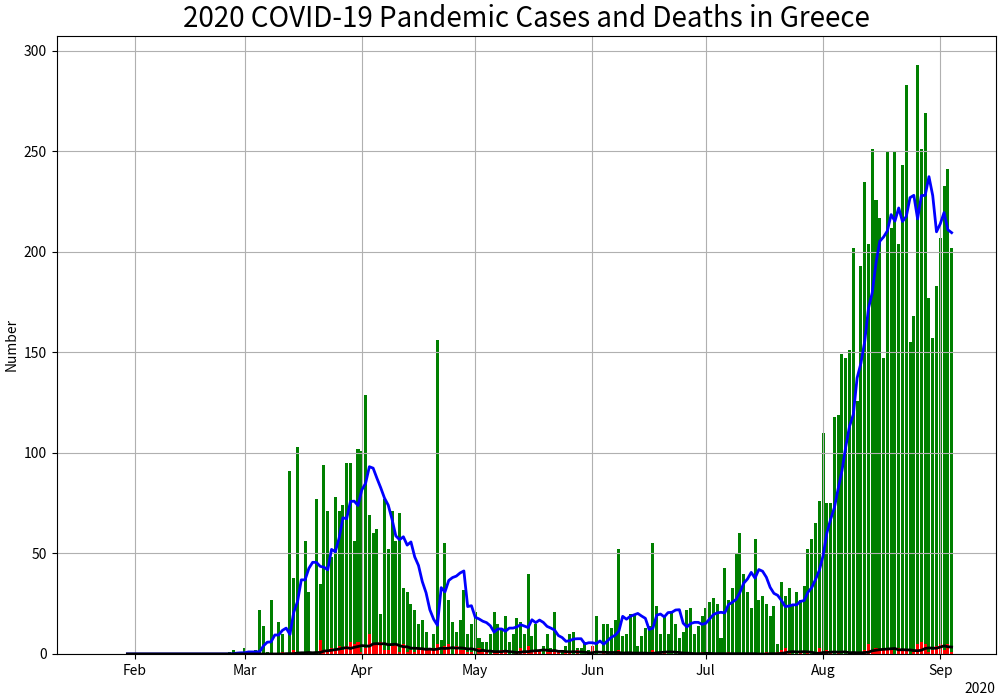 2020 COVID-19 Pandemic Cases and Deaths in Greece
300
250
200
150
100
50
0
Number
Feb
Mar
Apr
May
Jun
Jul
Aug
Sep
2020